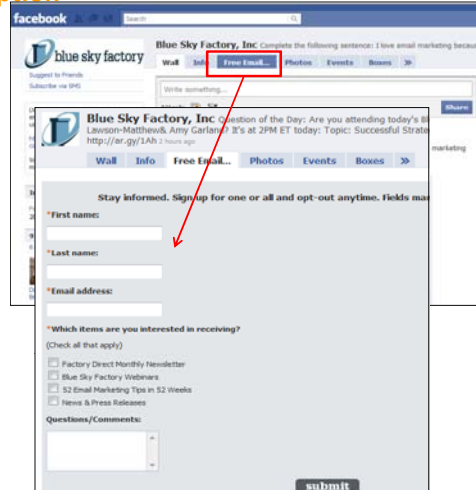 facebook
Search
blue sky factory
Blue Sky Factory, Inc Complete the following sentence: I love email marketing becau
Wall Info Free Email... Photos Events Boxes »
Suggest to Friends
Subscribe via SMS
Write something...
Share
marketing
Blue Sky Factory, Inc Question of the Day: Are you attending today's Bl
Lawson-Matthew& Amy Garland? It's at 2PM ET today: Topic: Successful Strate
http://ar.gy/1Ah 2 hours ago
Wall Info Free Email... Photos Events Boxes »
Stay informed. Sign up for one or all and opt-out anytime. Fields mar
*First name:
*Last name:
*Email address:
*Which items are you interested in receiving?
(Check all that apply)
Factory Direct Monthly Newsletter
Blue Sky Factory Webinars
52 Email Marketing Tips in 52 Weeks
News & Press Releases
Questions/Comments:
submit